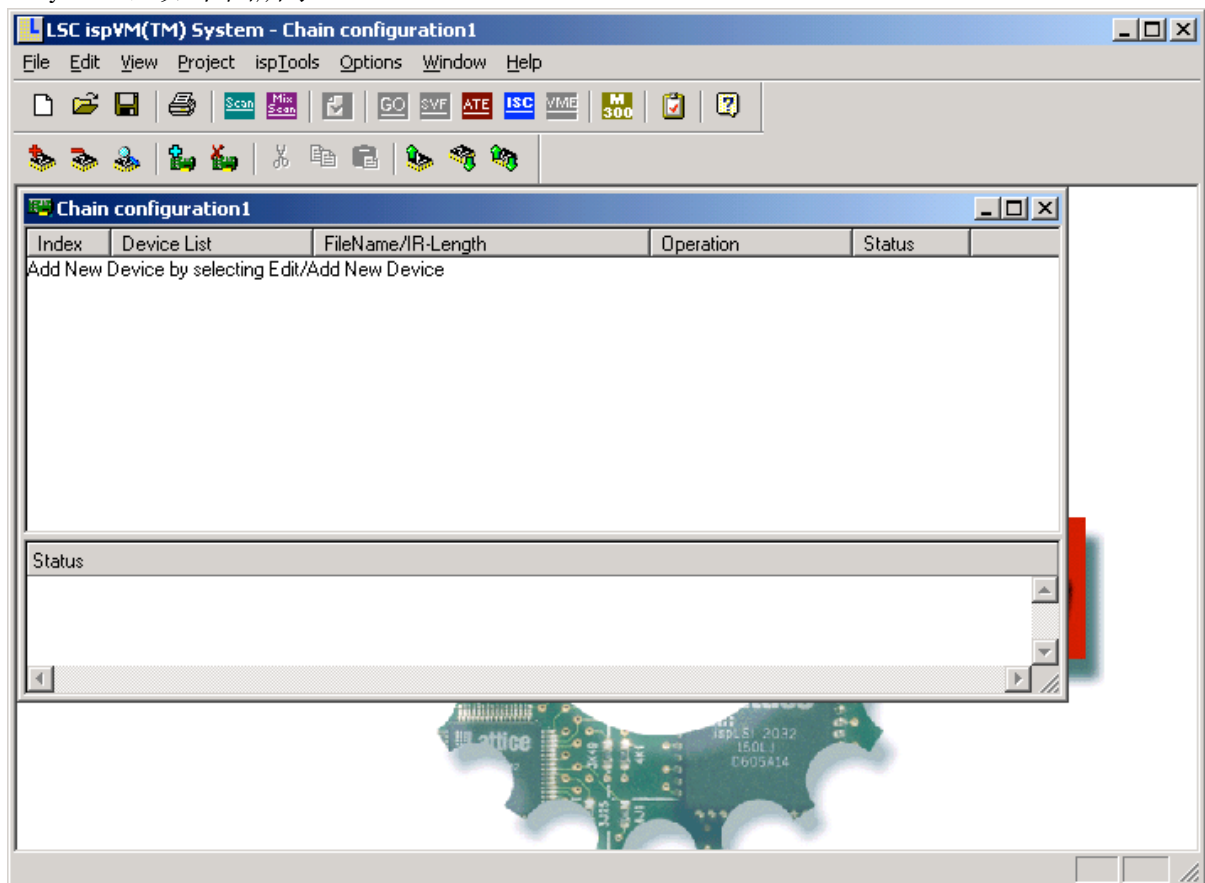 LSC ispVM(TM) System - Chain configuration1
File Edit View Project ispTools Options Window Help
Scan Mix Scan GO SVF ATE ISC VME M 300
Chain configuration1
Index Device List FileName/IR-Length Operation Status
Add New Device by selecting Edit/Add New Device
Status
Lattice
ispLSI 2032
150LJ